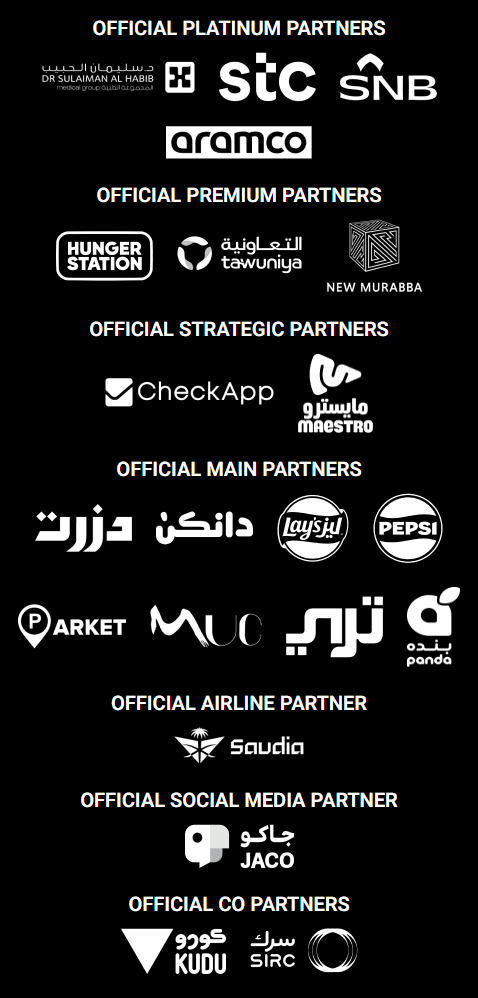 OFFICIAL PLATINUM PARTNERS
د. سليمان الحبيب
DR SULAIMAN AL HABIB
medical group المجموعة الطبية
stc
SNB
aramco
OFFICIAL PREMIUM PARTNERS
HUNGER
STATION
التعاونية
tawuniya
NEW MURABBA
OFFICIAL STRATEGIC PARTNERS
CheckApp
مايسترو
MAESTRO
OFFICIAL MAIN PARTNERS
دزرت
دانكن
Lay's ليز
PEPSI
P ARKET
MUC
تري
بنده
panda
OFFICIAL AIRLINE PARTNER
Saudia
OFFICIAL SOCIAL MEDIA PARTNER
جاكو
JACO
OFFICIAL CO PARTNERS
كودو
KUDU
سرك
SIRC